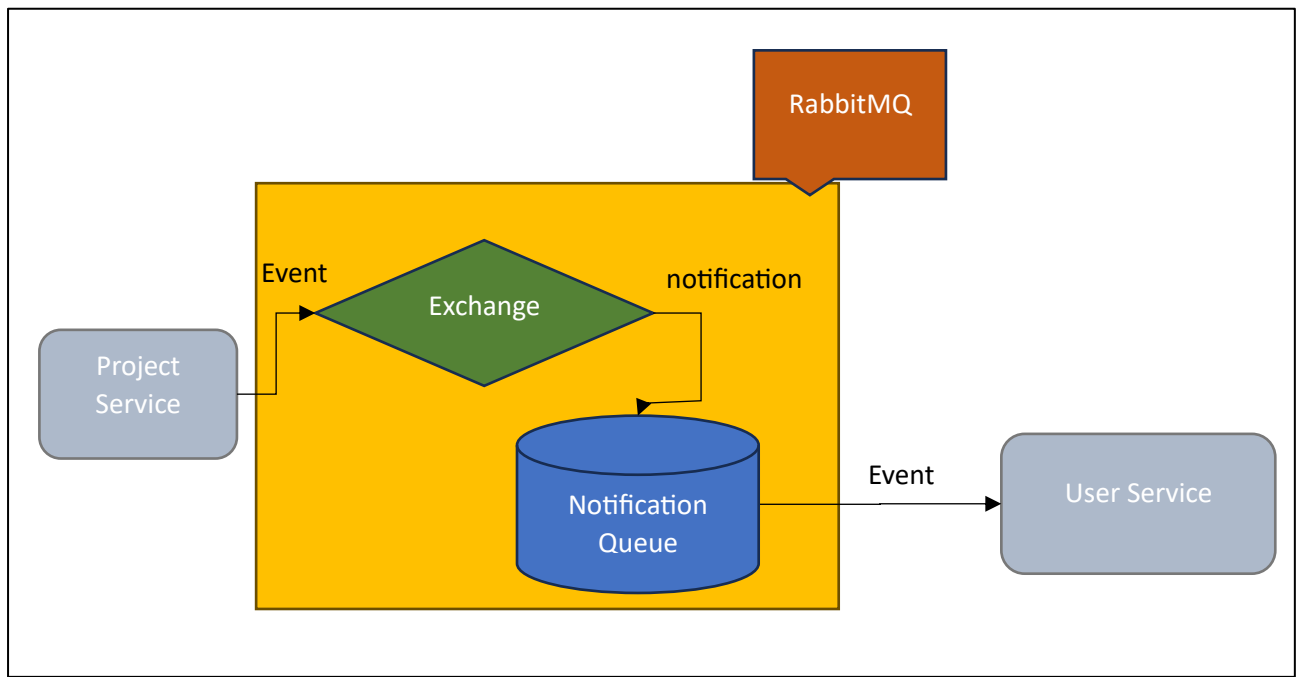 RabbitMQ
Event
notification
Exchange
Project
Service
Notification
Queue
Event
User Service